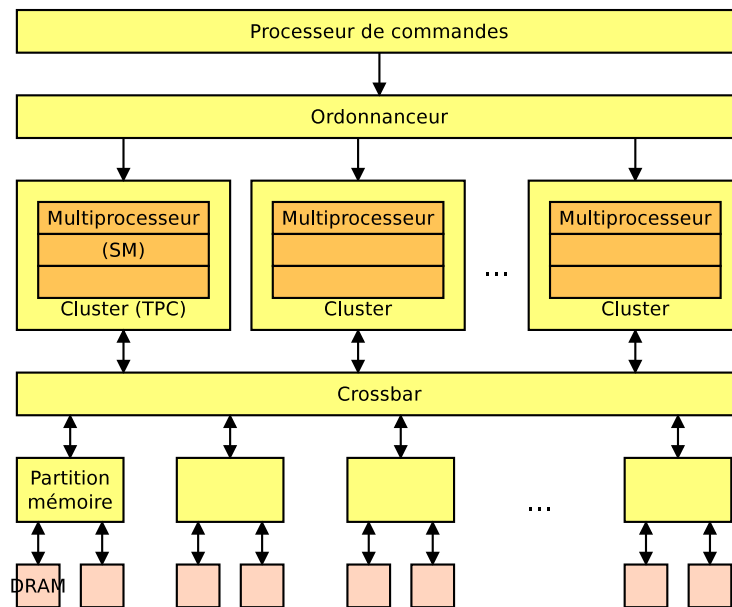 Processeur de commandes
Ordonnanceur
Multiprocesseur
(SM)
Cluster (TPC)
Multiprocesseur
Cluster
...
Multiprocesseur
Cluster
Crossbar
Partition
mémoire
...
DRAM